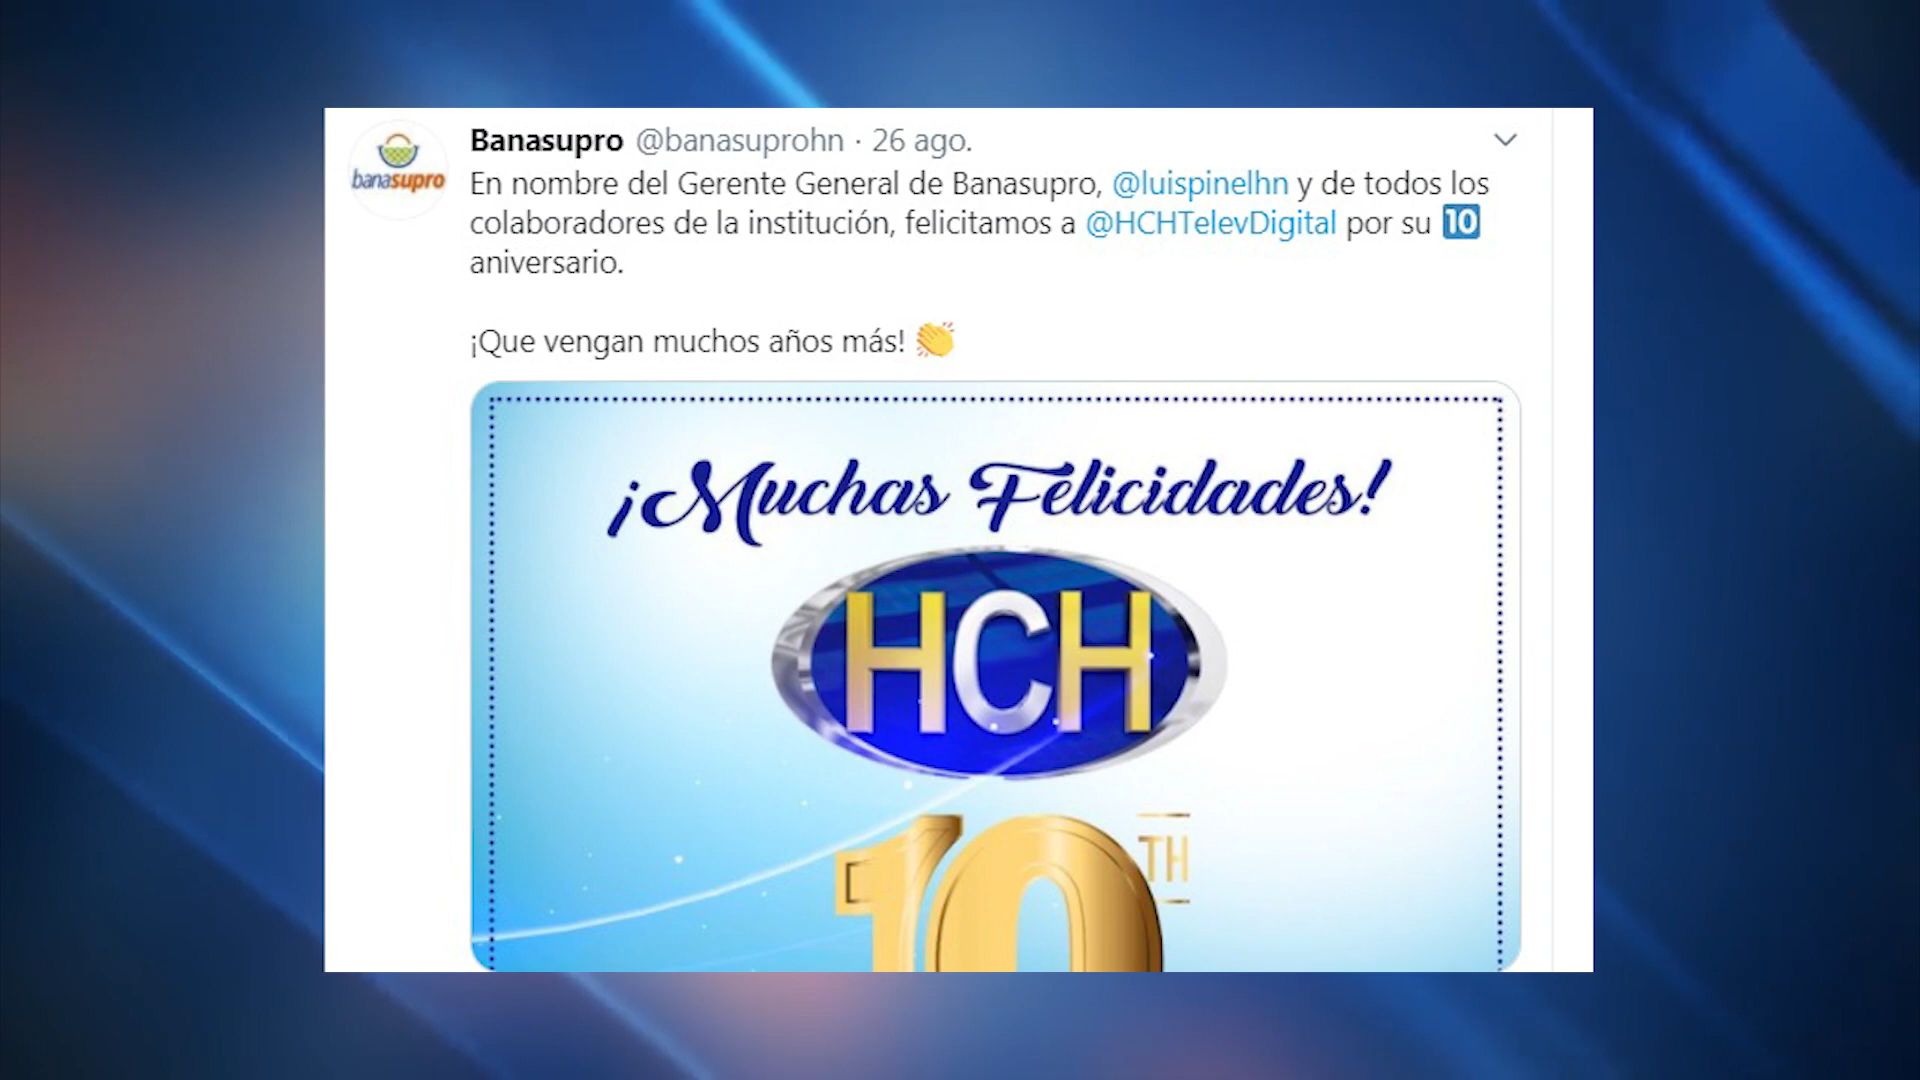 banasupro
Banasupro @banasuprohn · 26 ago.
En nombre del Gerente General de Banasupro, @luispinelhn y de todos los
colaboradores de la institución, felicitamos a @HCHTelevDigital por su 🔟
aniversario.
¡Que vengan muchos años más! 👏
¡Muchas Felicidades!
HCH
10 TH